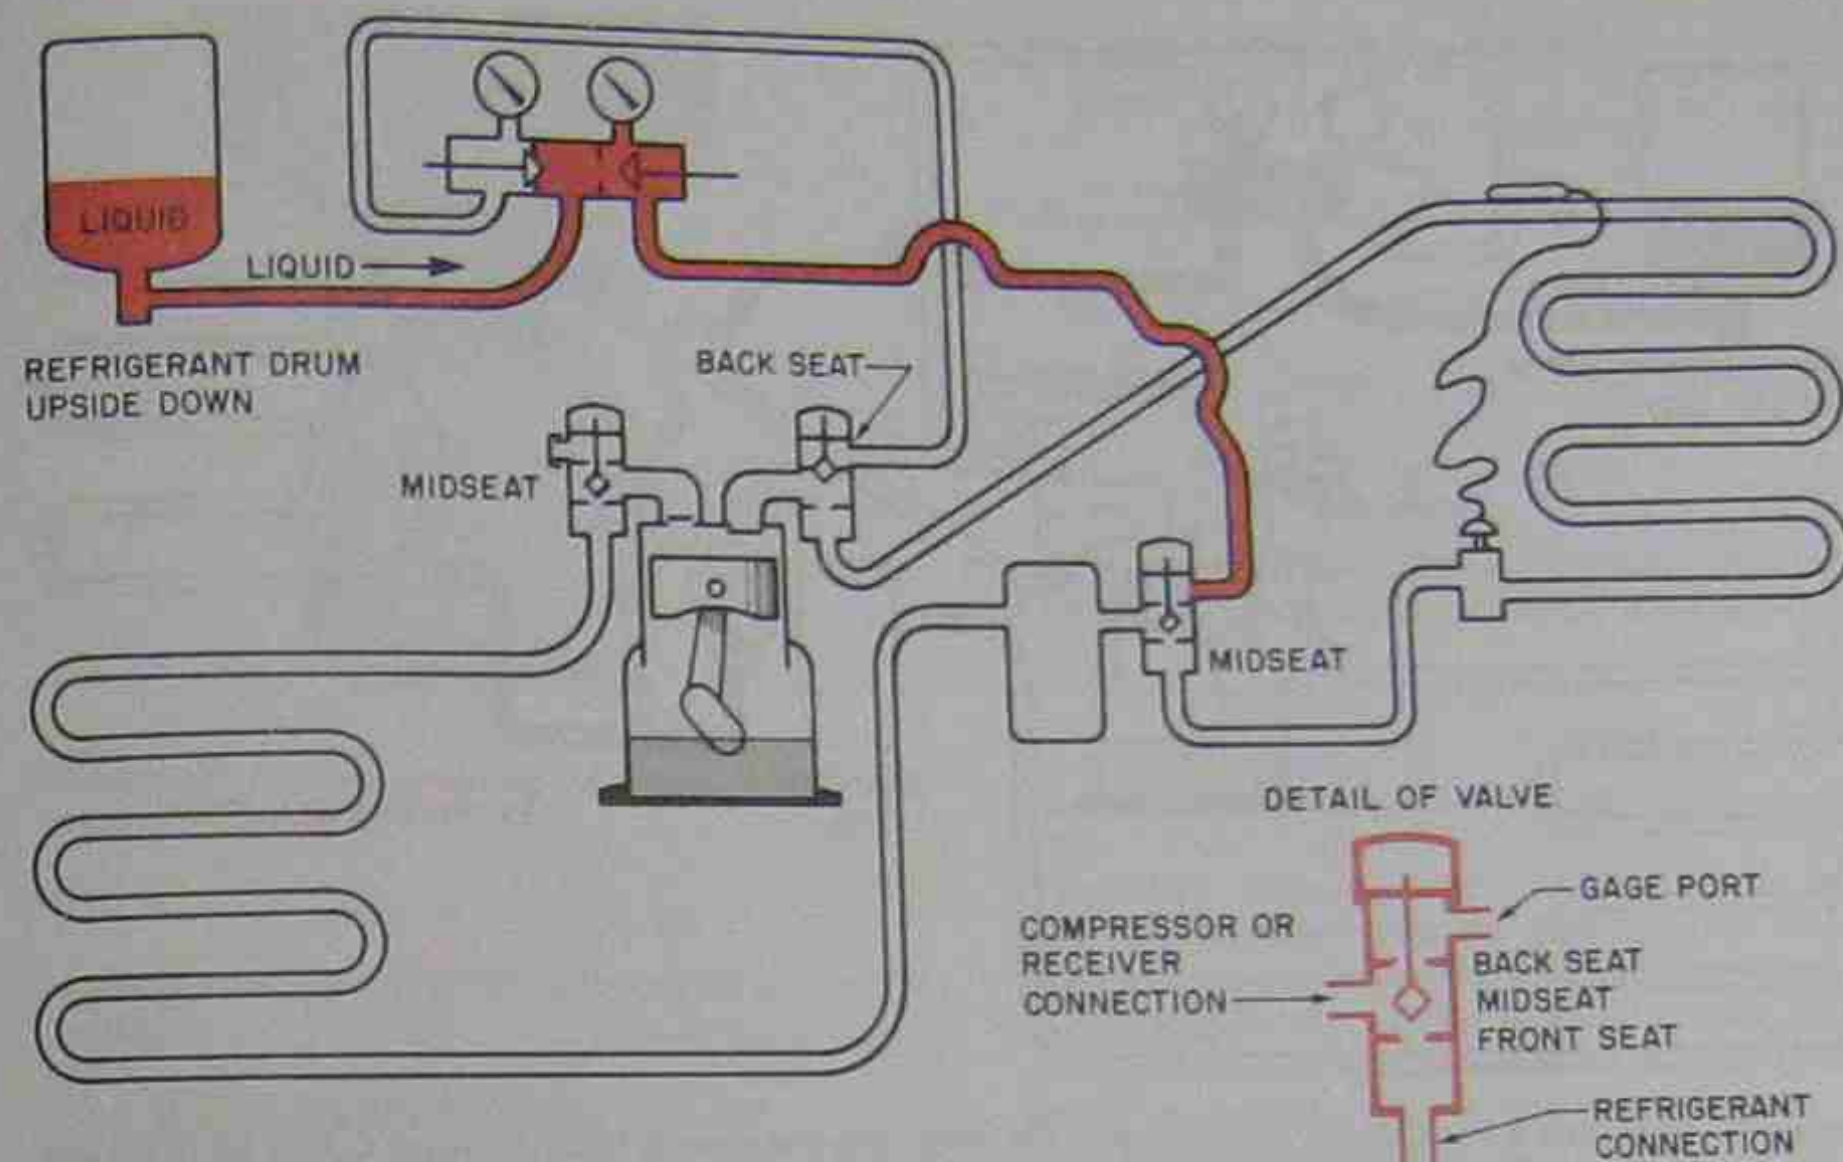 LIQUID
LIQUID
REFRIGERANT DRUM
UPSIDE DOWN
BACK SEAT
MIDSEAT
MIDSEAT
DETAIL OF VALVE
GAGE PORT
COMPRESSOR OR
RECEIVER
CONNECTION
BACK SEAT
MIDSEAT
FRONT SEAT
REFRIGERANT
CONNECTION